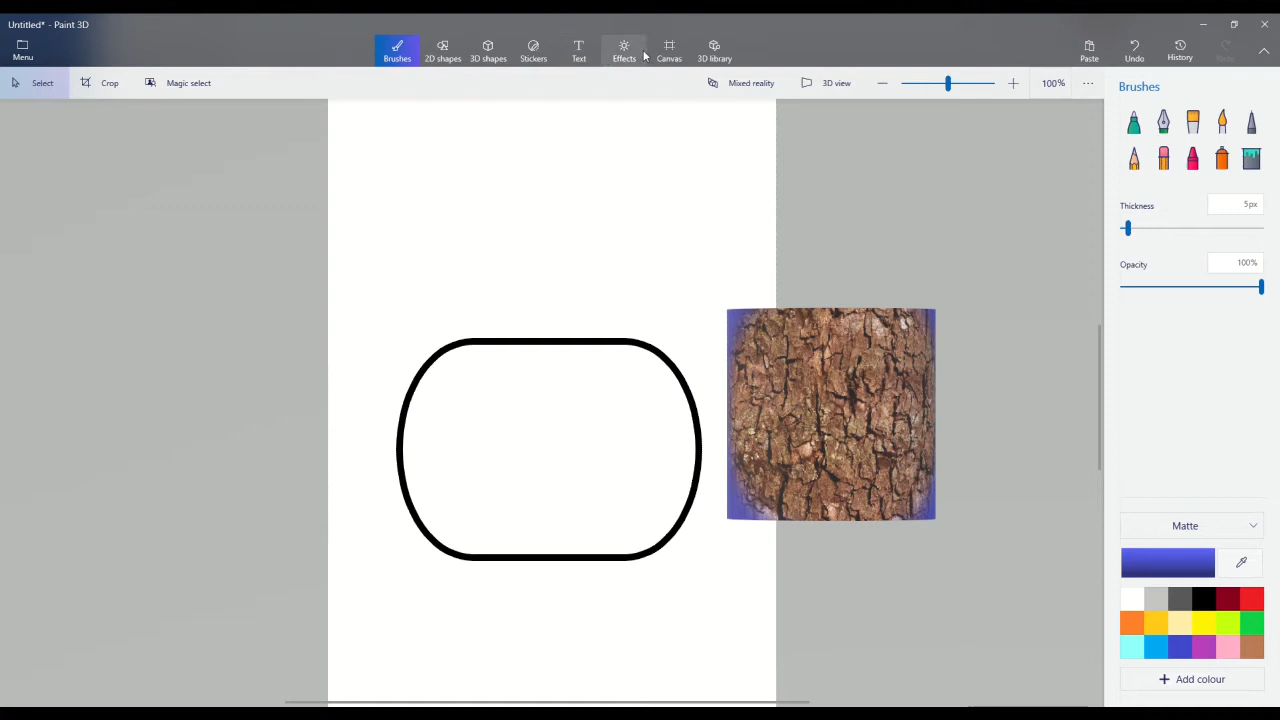 Untitled* - Paint 3D
Menu
Brushes
2D shapes
3D shapes
Stickers
Text
Effects
Canvas
3D library
Paste
Undo
History
Select
Crop
Magic select
Mixed reality
3D view
100%
Brushes
Thickness
5px
Opacity
100%
Matte
Add colour